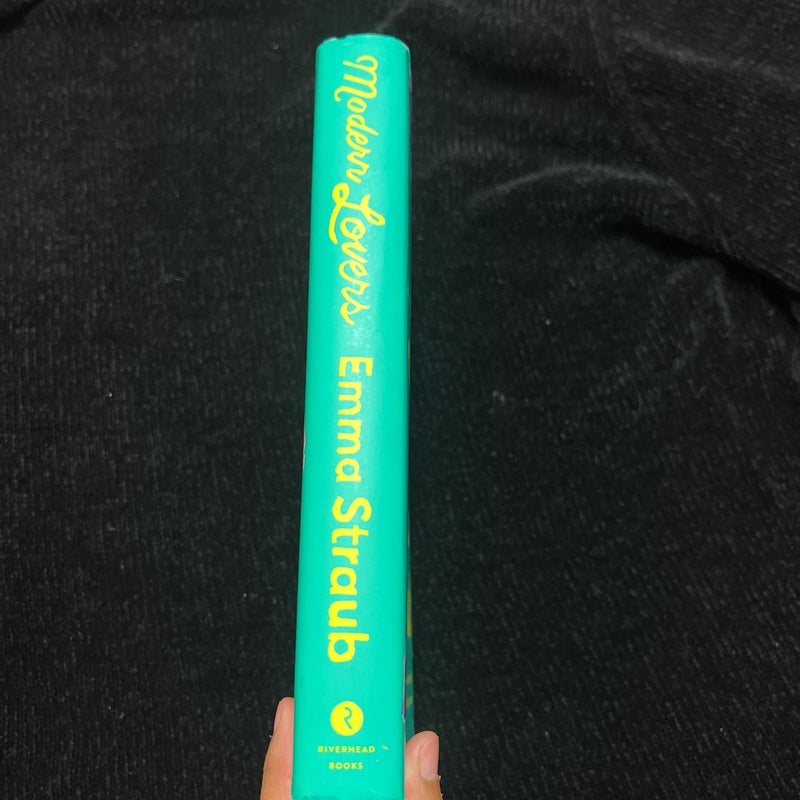 Modern Lovers Emma Straub
RIVERHEAD
BOOKS